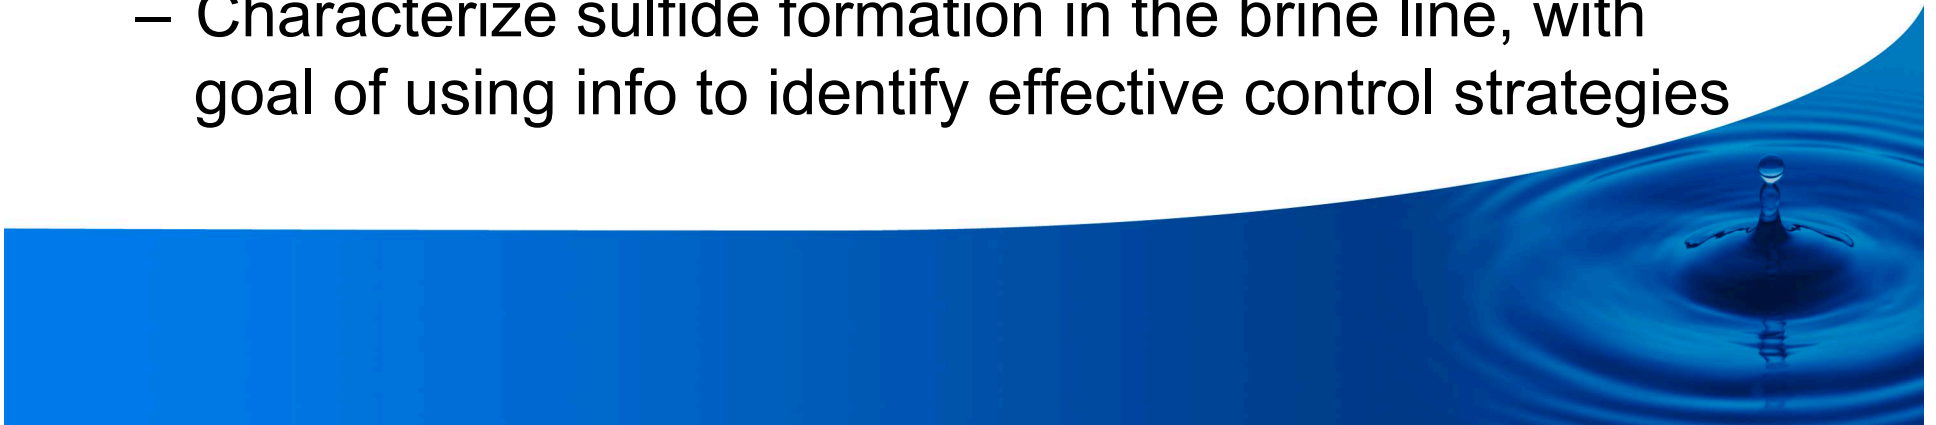 – Characterize sulfide formation in the brine line, with
goal of using info to identify effective control strategies